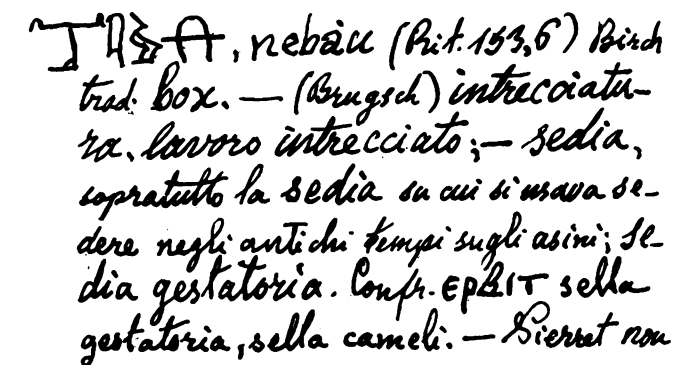 , nebàu (Rit. 153,6) Birch
trad. box. — (Brugsch) intrecciatu-
ra, lavoro intrecciato; — sedia,
sopratutto la sedia su cui si usava se-
dere negli antichi tempi sugli asini; se-
dia gestatoria. Confr. ⲉⲣⲃⲓⲧ sella
gestatoria, sella cameli. — Pierret non